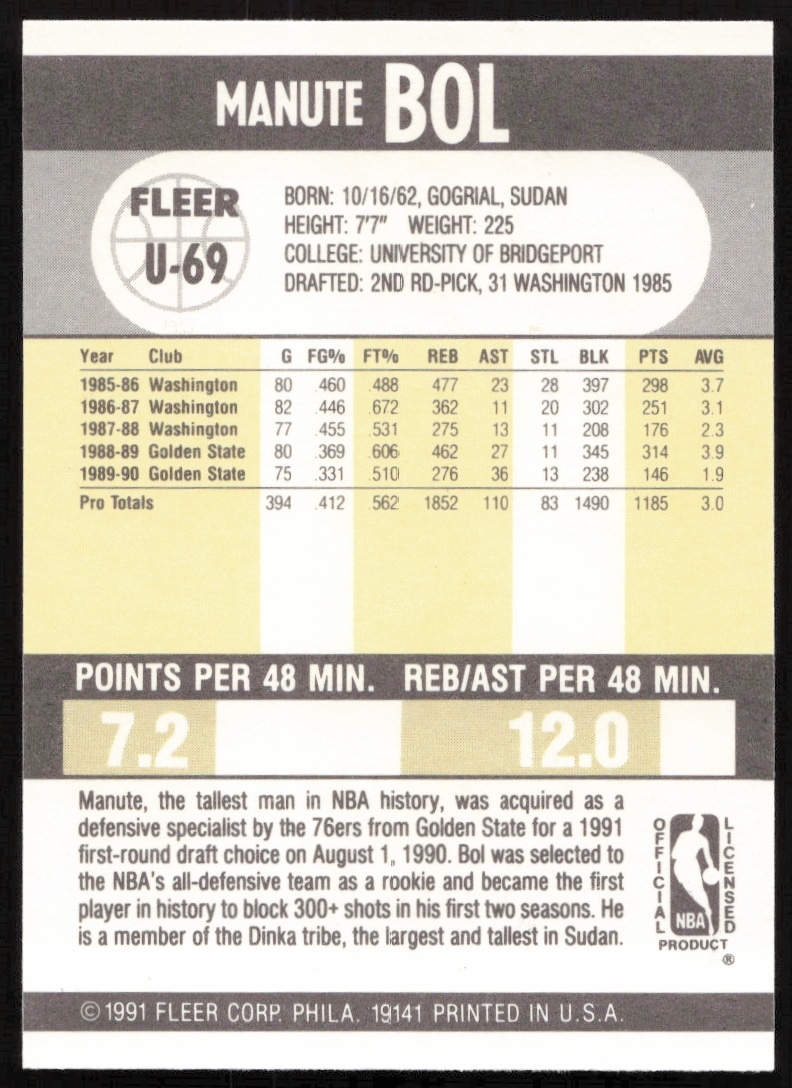 MANUTE BOL
FLEER
U-69
BORN: 10/16/62, GOGRIAL, SUDAN
HEIGHT: 7'7" WEIGHT: 225
COLLEGE: UNIVERSITY OF BRIDGEPORT
DRAFTED: 2ND RD-PICK, 31 WASHINGTON 1985
Year Club G FG% FT% REB AST STL BLK PTS AVG
1985-86 Washington 80 .460 .488 477 23 28 397 298 3.7
1986-87 Washington 82 .446 .672 362 11 20 302 251 3.1
1987-88 Washington 77 .455 .531 275 13 11 208 176 2.3
1988-89 Golden State 80 .369 .606 462 27 11 345 314 3.9
1989-90 Golden State 75 .331 .510 276 36 13 238 146 1.9
Pro Totals 394 .412 .562 1852 110 83 1490 1185 3.0
POINTS PER 48 MIN. REB/AST PER 48 MIN.
7.2 12.0
Manute, the tallest man in NBA history, was acquired as a
defensive specialist by the 76ers from Golden State for a 1991
first-round draft choice on August 1, 1990. Bol was selected to
the NBA's all-defensive team as a rookie and became the first
player in history to block 300+ shots in his first two seasons. He
is a member of the Dinka tribe, the largest and tallest in Sudan.
OFFICIAL
LICENSED
NBA
PRODUCT
®
© 1991 FLEER CORP. PHILA. 19141 PRINTED IN U.S.A.